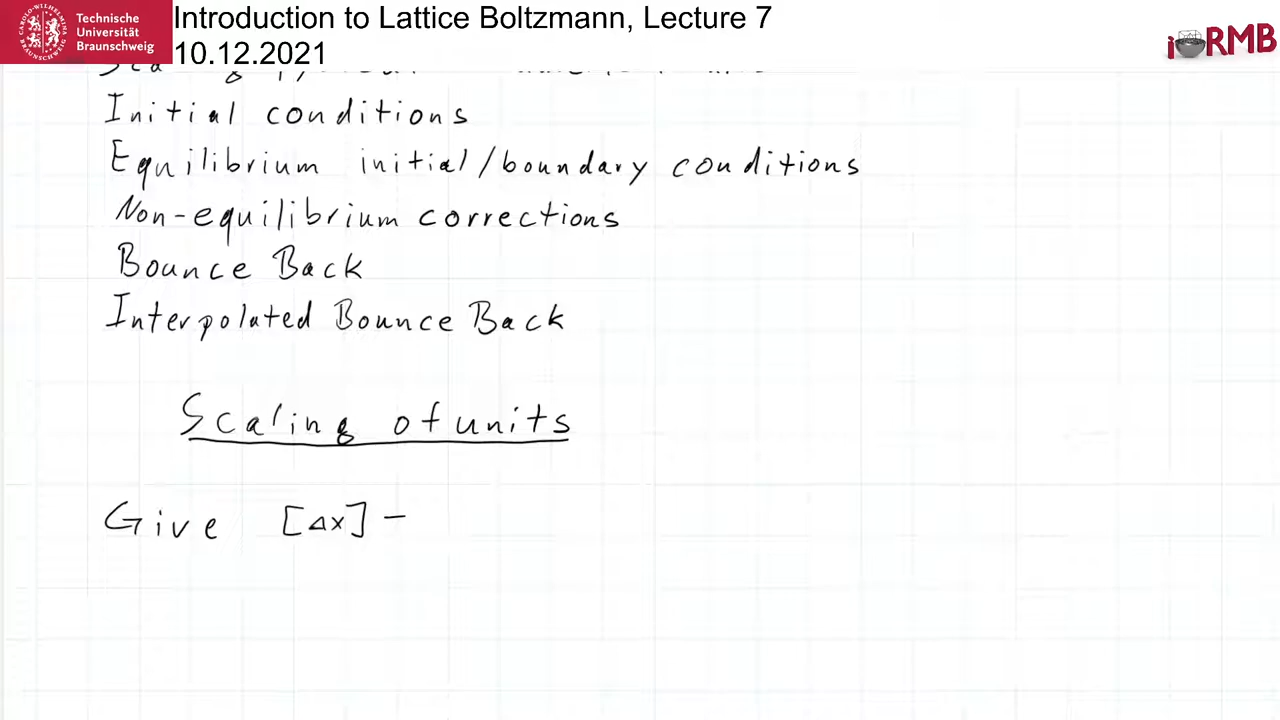 Technische
Universität
Braunschweig
Introduction to Lattice Boltzmann, Lecture 7
10.12.2021
iRMB
Initial conditions
Equilibrium initial/boundary conditions
Non-equilibrium corrections
Bounce Back
Interpolated Bounce Back
Scaling of units
Give [Δx] –